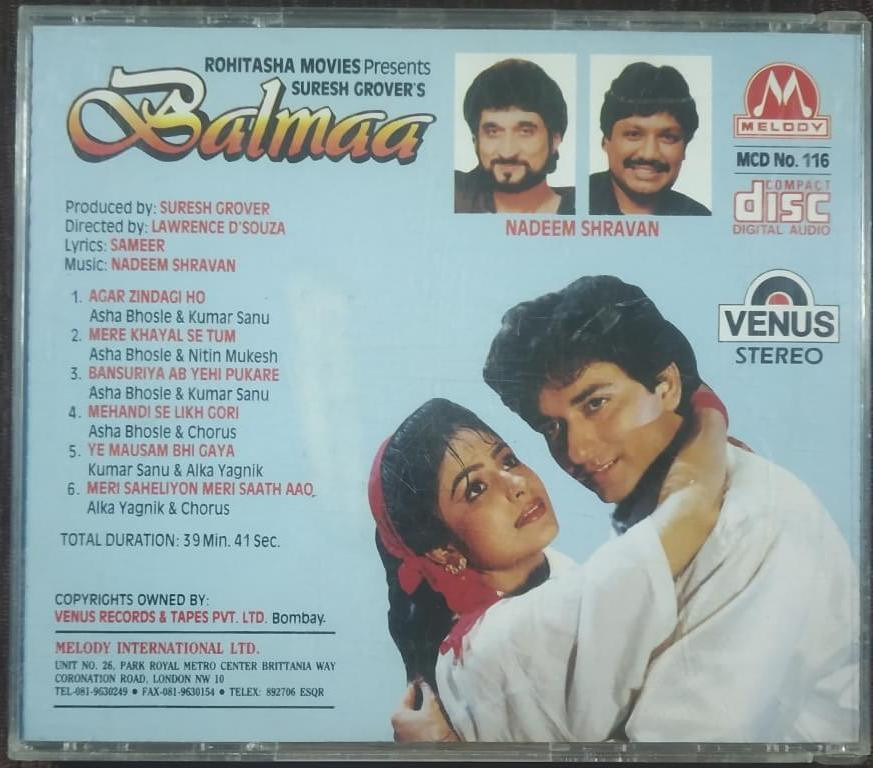 ROHITASHA MOVIES Presents
SURESH GROVER'S
Balmaa
Produced by: SURESH GROVER
Directed by: LAWRENCE D'SOUZA
Lyrics: SAMEER
Music: NADEEM SHRAVAN
1. AGAR ZINDAGI HO
Asha Bhosle & Kumar Sanu
2. MERE KHAYAL SE TUM
Asha Bhosle & Nitin Mukesh
3. BANSURIYA AB YEHI PUKARE
Asha Bhosle & Kumar Sanu
4. MEHANDI SE LIKH GORI
Asha Bhosle & Chorus
5. YE MAUSAM BHI GAYA
Kumar Sanu & Alka Yagnik
6. MERI SAHELIYON MERI SAATH AAO
Alka Yagnik & Chorus
TOTAL DURATION: 39 Min. 41 Sec.
COPYRIGHTS OWNED BY:
VENUS RECORDS & TAPES PVT. LTD. Bombay.
MELODY INTERNATIONAL LTD.
UNIT NO. 26, PARK ROYAL METRO CENTER BRITTANIA WAY
CORONATION ROAD, LONDON NW 10
TEL-081-9630249 • FAX-081-9630154 • TELEX: 892706 ESQR
NADEEM SHRAVAN
M
MELODY
MCD No. 116
COMPACT
disc
DIGITAL AUDIO
VENUS
STEREO